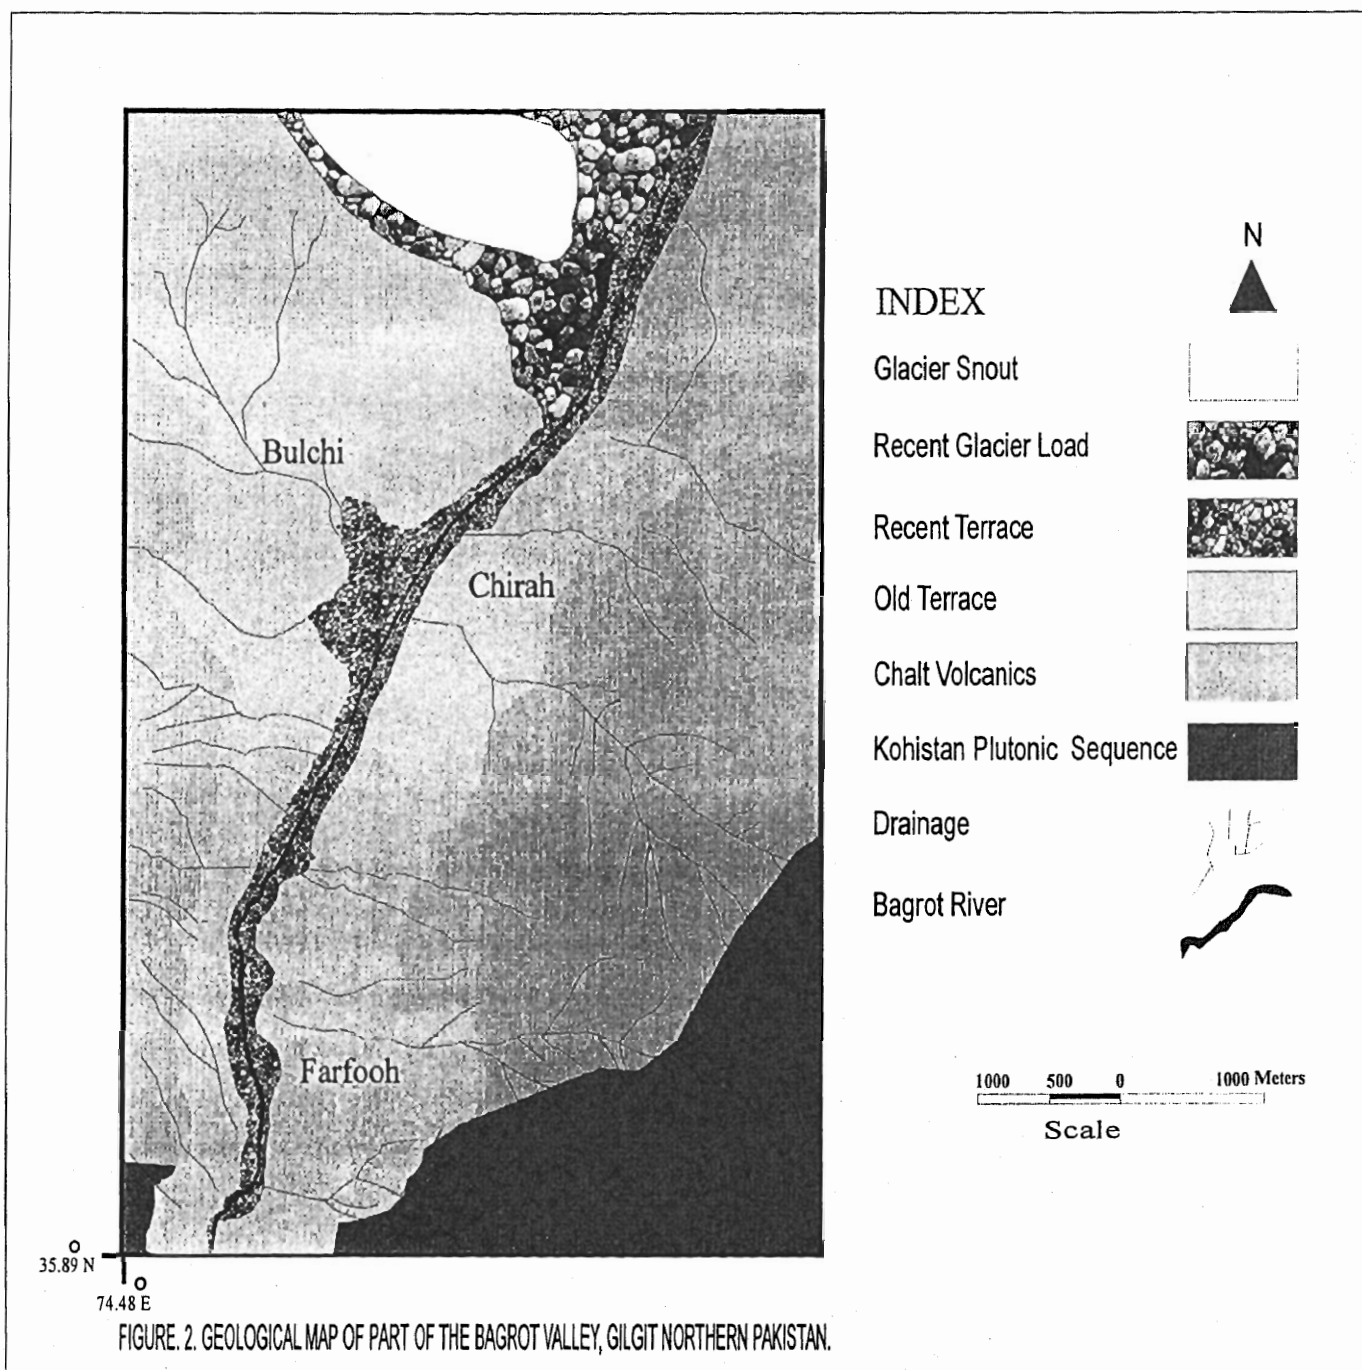 N
INDEX
Glacier Snout
Recent Glacier Load
Recent Terrace
Old Terrace
Chalt Volcanics
Kohistan Plutonic Sequence
Drainage
Bagrot River
Bulchi
Chirah
Farfooh
1000 500 0 1000 Meters
Scale
35.89 N
74.48 E
FIGURE. 2. GEOLOGICAL MAP OF PART OF THE BAGROT VALLEY, GILGIT NORTHERN PAKISTAN.